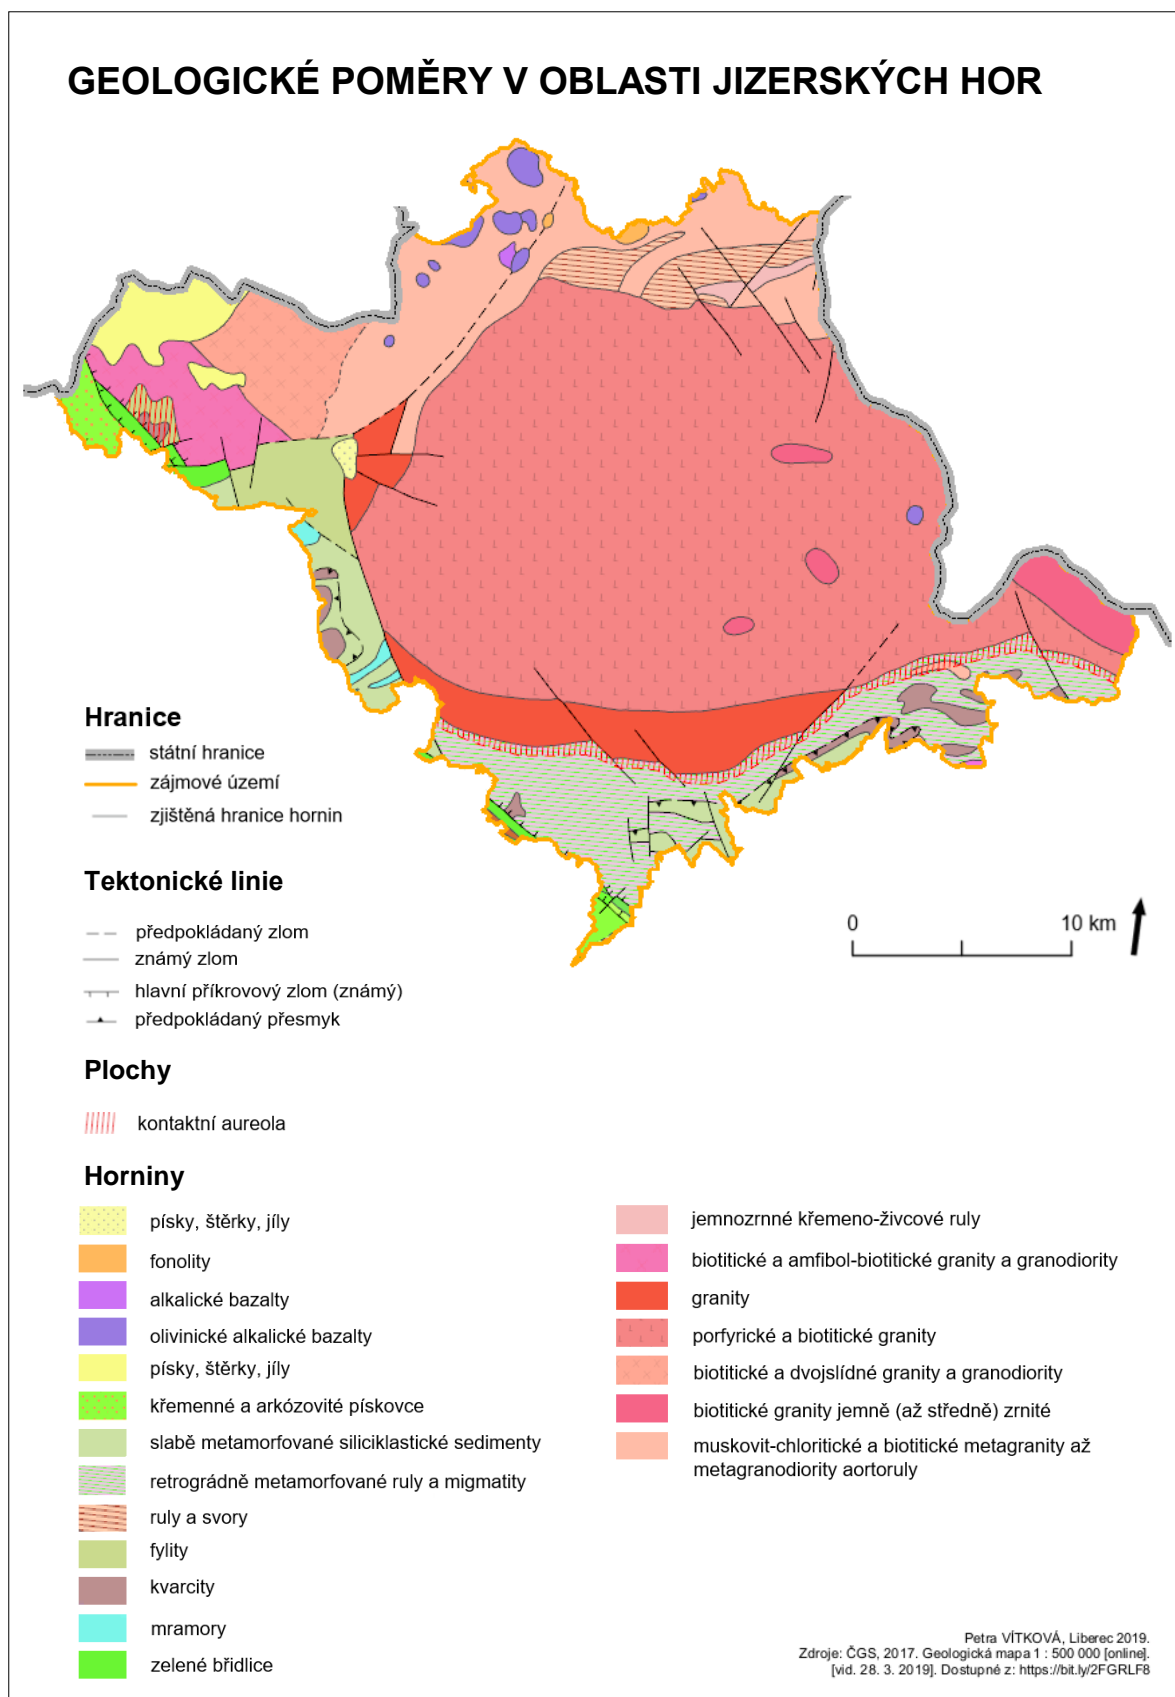 GEOLOGICKÉ POMĚRY V OBLASTI JIZERSKÝCH HOR
Hranice
státní hranice
zájmové území
zjištěná hranice hornin
Tektonické linie
předpokládaný zlom
známý zlom
hlavní příkrovový zlom (známý)
předpokládaný přesmyk
0 10 km
Plochy
kontaktní aureola
Horniny
písky, štěrky, jíly
fonolity
alkalické bazalty
olivinické alkalické bazalty
písky, štěrky, jíly
křemenné a arkózovité pískovce
slabě metamorfované siliciklastické sedimenty
retrográdně metamorfované ruly a migmatity
ruly a svory
fylity
kvarcity
mramory
zelené břidlice
jemnozrnné křemeno-živcové ruly
biotitické a amfibol-biotitické granity a granodiority
granity
porfyrické a biotitické granity
biotitické a dvojslídné granity a granodiority
biotitické granity jemně (až středně) zrnité
muskovit-chloritické a biotitické metagranity až
metagranodiority aortoruly
Petra VÍTKOVÁ, Liberec 2019.
Zdroje: ČGS, 2017. Geologická mapa 1 : 500 000 [online].
[vid. 28. 3. 2019]. Dostupné z: https://bit.ly/2FGRLF8